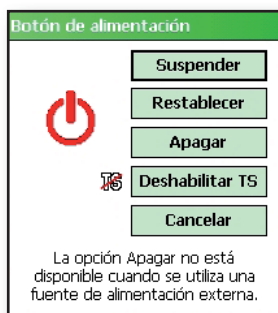 Botón de alimentación
Suspender
Restablecer
Apagar
TS Deshabilitar TS
Cancelar
La opción Apagar no está
disponible cuando se utiliza una
fuente de alimentación externa.